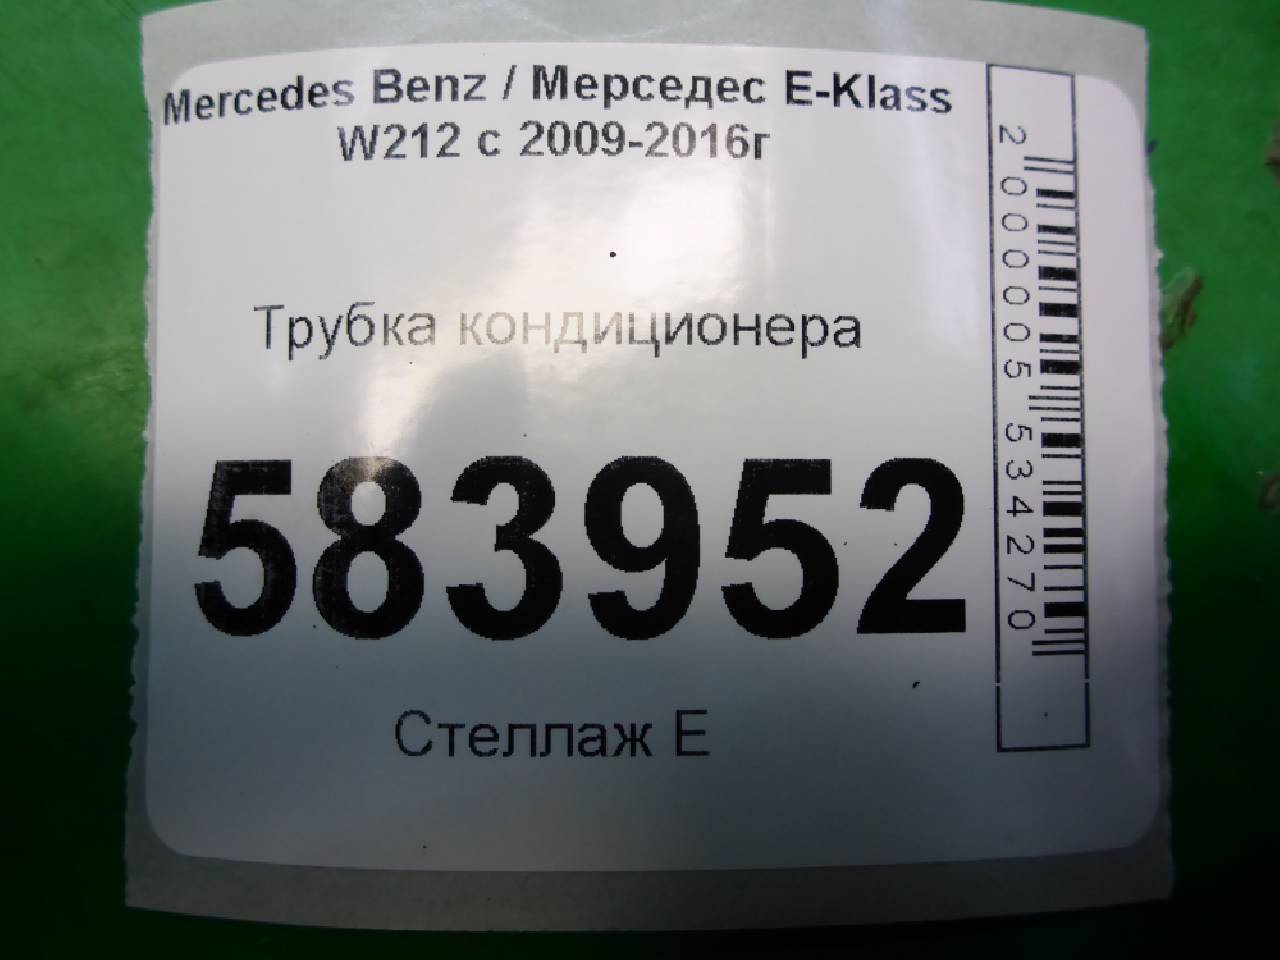 Mercedes Benz / Мерседес E-Klass
W212 с 2009-2016г
Трубка кондиционера
583952
Стеллаж Е
2000005534270